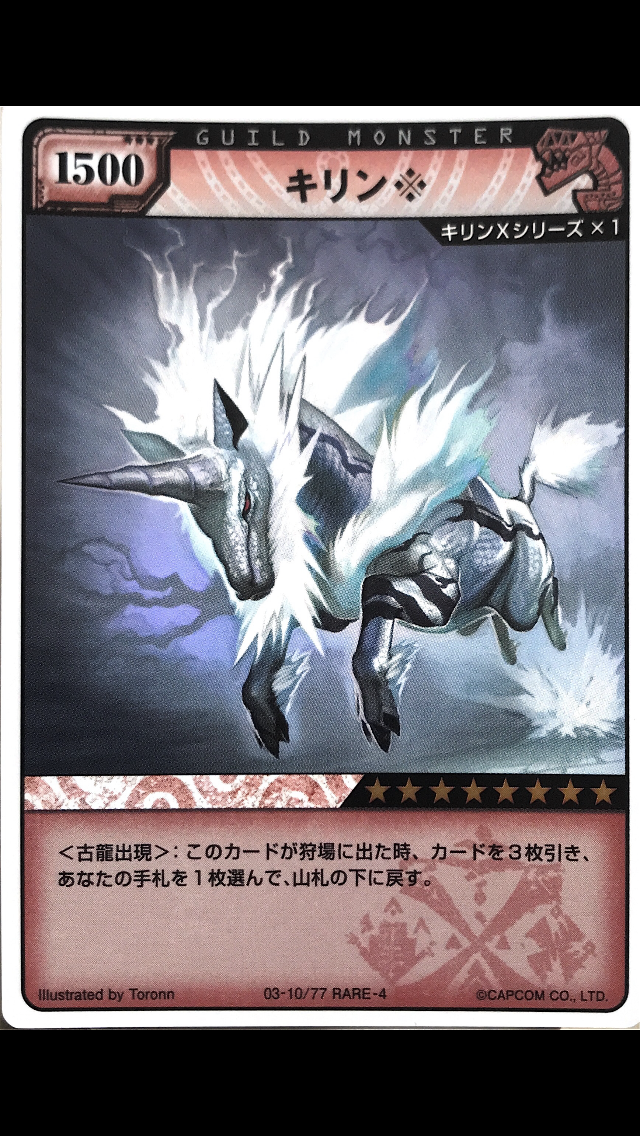 GUILD MONSTER
1500
キリン※
キリンXシリーズ×1
★★★★★★★★
＜古龍出現＞：このカードが狩場に出た時、カードを３枚引き、
あなたの手札を１枚選んで、山札の下に戻す。
Illustrated by Toronn
03-10/77 RARE-4
©CAPCOM CO., LTD.